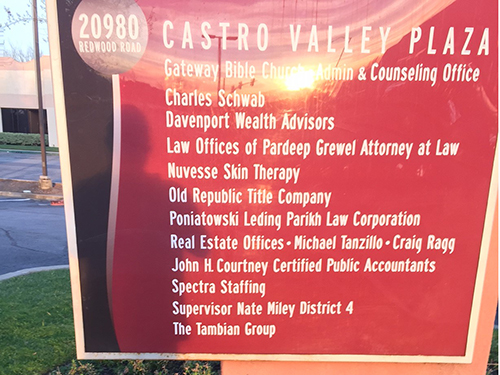 20980
REDWOOD ROAD
CASTRO VALLEY PLAZA
Gateway Bible Church • Admin & Counseling Office
Charles Schwab
Davenport Wealth Advisors
Law Offices of Pardeep Grewel Attorney at Law
Nuvesse Skin Therapy
Old Republic Title Company
Poniatowski Leding Parikh Law Corporation
Real Estate Offices • Michael Tanzillo • Craig Ragg
John H. Courtney Certified Public Accountants
Spectra Staffing
Supervisor Nate Miley District 4
The Tambian Group